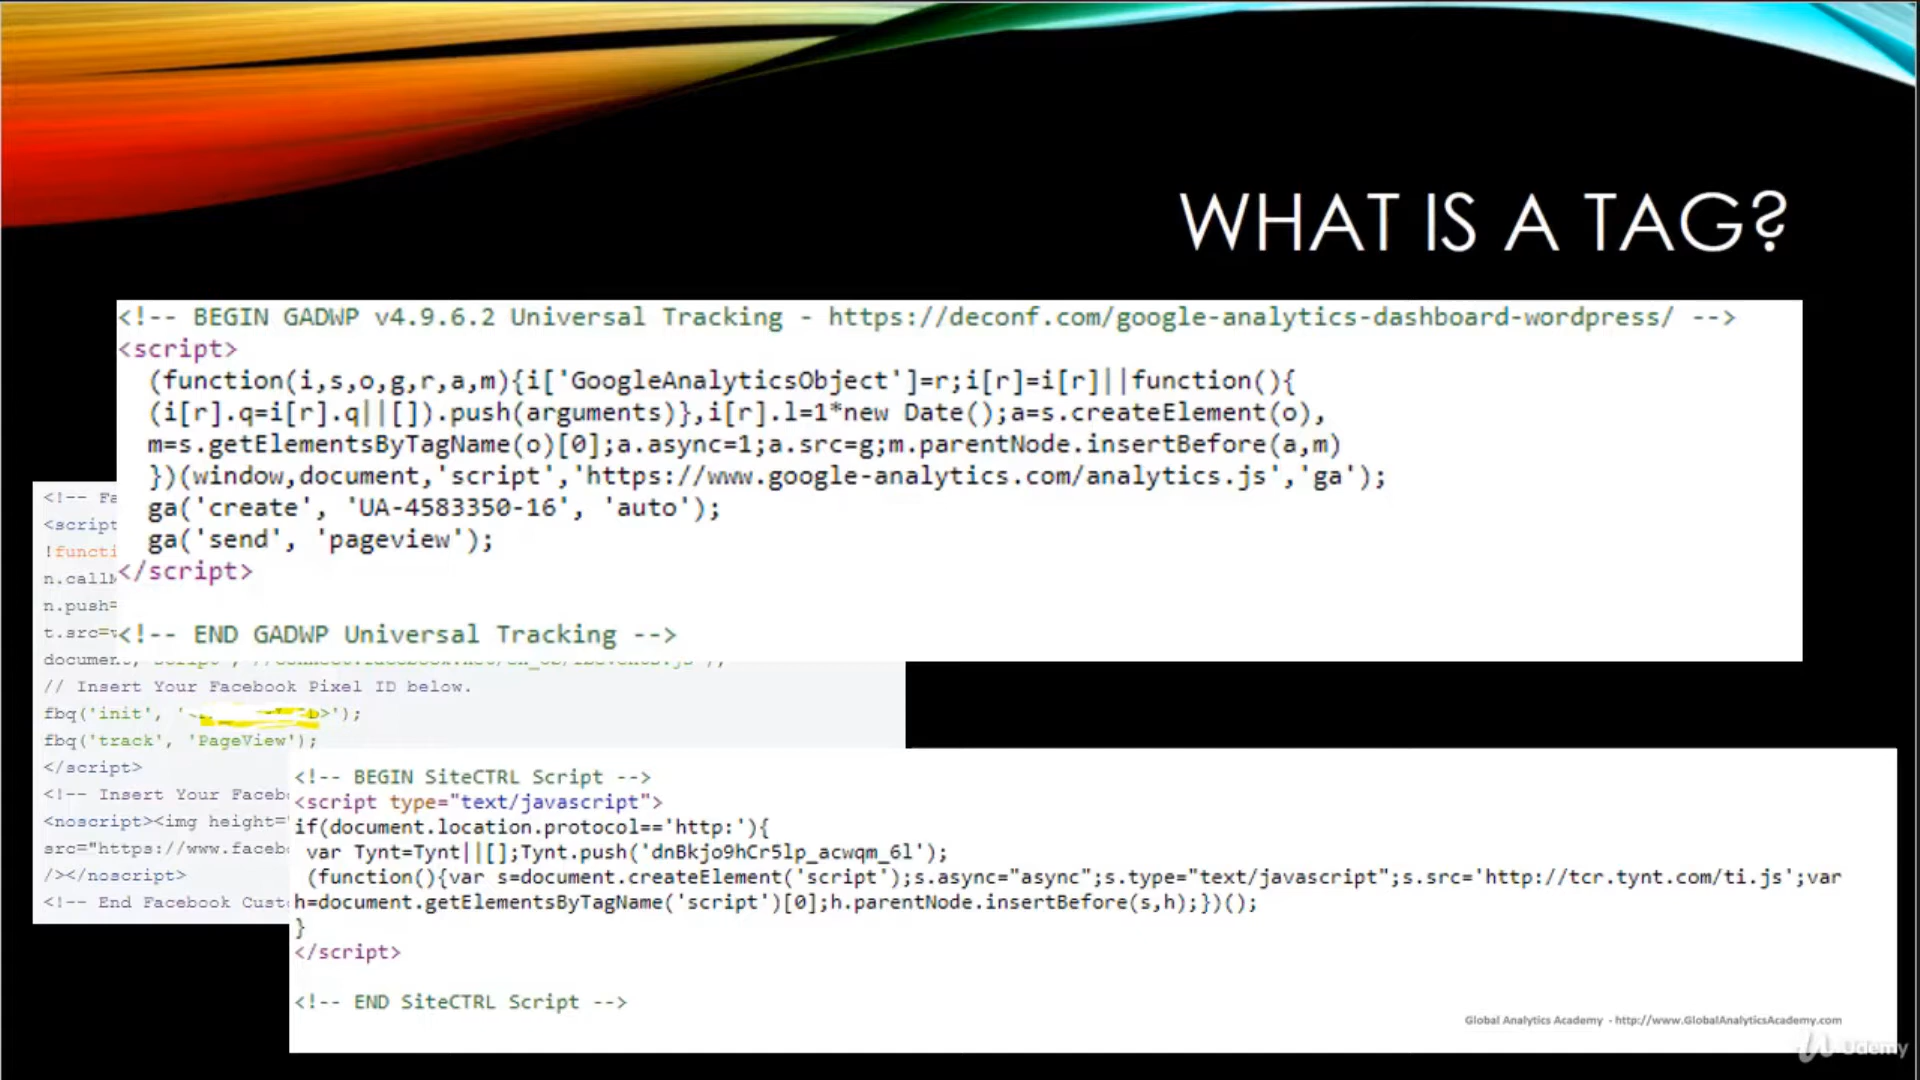 WHAT IS A TAG?
<!-- BEGIN GADWP v4.9.6.2 Universal Tracking - https://deconf.com/google-analytics-dashboard-wordpress/ -->
<script>
(function(i,s,o,g,r,a,m){i['GoogleAnalyticsObject']=r;i[r]=i[r]||function(){
(i[r].q=i[r].q||[]).push(arguments)},i[r].l=1*new Date();a=s.createElement(o),
m=s.getElementsByTagName(o)[0];a.async=1;a.src=g;m.parentNode.insertBefore(a,m)
})(window,document,'script','https://www.google-analytics.com/analytics.js','ga');
ga('create', 'UA-4583350-16', 'auto');
ga('send', 'pageview');
</script>
<!-- END GADWP Universal Tracking -->
<!-- Fa
<script
!functi
n.call
n.push=
t.src=
document,
// Insert Your Facebook Pixel ID below.
fbq('init', '
fbq('track', 'PageView');
</script>
<!-- Insert Your Faceb
<noscript><img height=
src="https://www.faceb
/></noscript>
<!-- End Facebook Cust
<!-- BEGIN SiteCTRL Script -->
<script type="text/javascript">
if(document.location.protocol=='http:'){
var Tynt=Tynt||[];Tynt.push('dnBkjo9hCr5lp_acwqm_6l');
(function(){var s=document.createElement('script');s.async="async";s.type="text/javascript";s.src='http://tcr.tynt.com/ti.js';var
h=document.getElementsByTagName('script')[0];h.parentNode.insertBefore(s,h);})();
}
</script>
<!-- END SiteCTRL Script -->
Global Analytics Academy - http://www.GlobalAnalyticsAcademy.com
Udemy